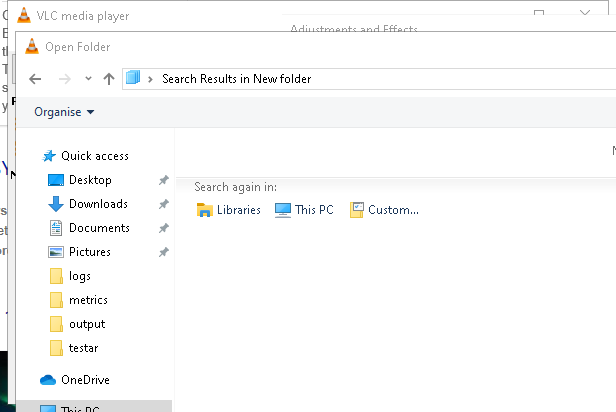 VLC media player
Adjustments and Effects
Open Folder
Search Results in New folder
Organise
Quick access
Desktop
Downloads
Documents
Pictures
logs
metrics
output
testar
OneDrive
This PC
Search again in:
Libraries
This PC
Custom...